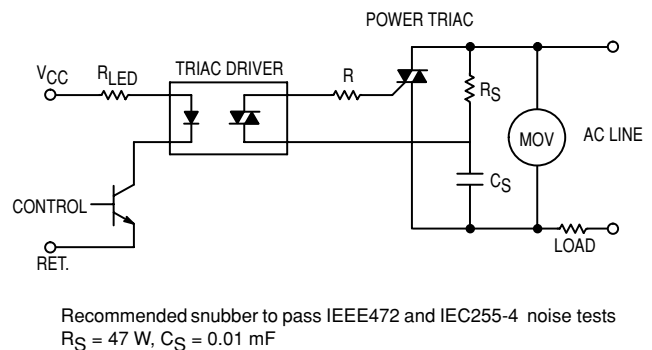 POWER TRIAC
VCC
RLED
TRIAC DRIVER
R
RS
MOV
AC LINE
CS
CONTROL
LOAD
RET.
Recommended snubber to pass IEEE472 and IEC255-4 noise tests
RS = 47 W, CS = 0.01 mF